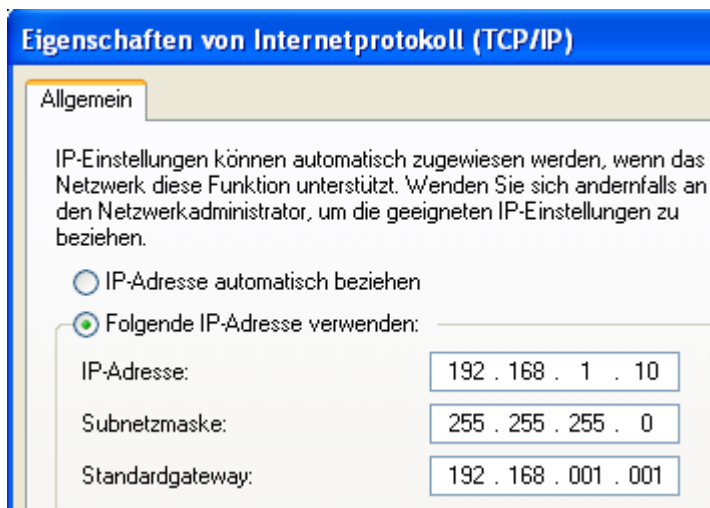 Eigenschaften von Internetprotokoll (TCP/IP)
Allgemein
IP-Einstellungen können automatisch zugewiesen werden, wenn das
Netzwerk diese Funktion unterstützt. Wenden Sie sich andernfalls an
den Netzwerkadministrator, um die geeigneten IP-Einstellungen zu
beziehen.
IP-Adresse automatisch beziehen
Folgende IP-Adresse verwenden:
IP-Adresse: 192 . 168 . 1 . 10
Subnetzmaske: 255 . 255 . 255 . 0
Standardgateway: 192 . 168 . 001 . 001